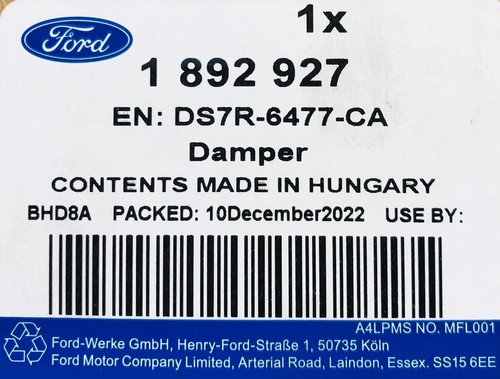 Ford
1x
1 892 927
EN: DS7R-6477-CA
Damper
CONTENTS MADE IN HUNGARY
BHD8A PACKED: 10December2022 USE BY:
A4LPMS NO. MFL001
Ford-Werke GmbH, Henry-Ford-Straße 1, 50735 Köln
Ford Motor Company Limited, Arterial Road, Laindon, Essex. SS15 6EE